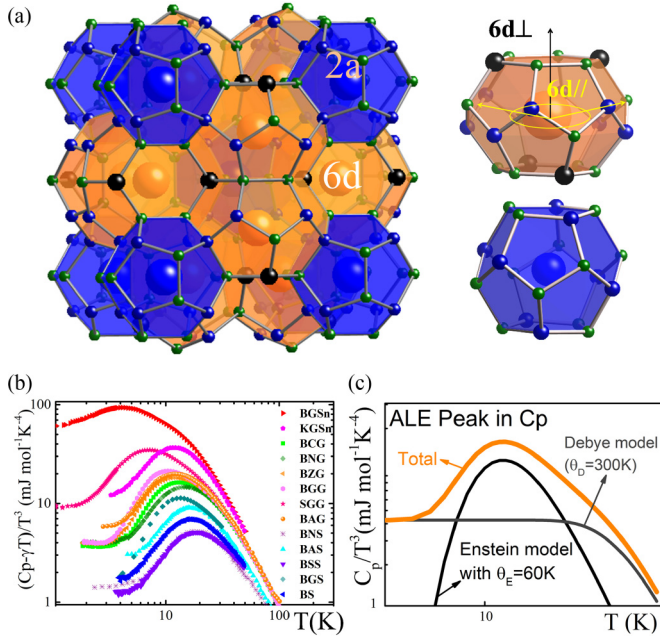 (a)
2a
6d
6d⊥
6d//
(b)
(Cp-γT)/T³ (mJ mol⁻¹K⁻⁴)
100
10
1
1
10
100
T(K)
BGSn
KGSn
BCG
BNG
BZG
BGG
SGG
BAG
BNS
BAS
BSS
BGS
BS
(c)
ALE Peak in Cp
Total
Debye model
(θD=300K)
Enstein model
with θE=60K
Cp/T³ (mJ mol⁻¹K⁻⁴)
1
10
T (K)